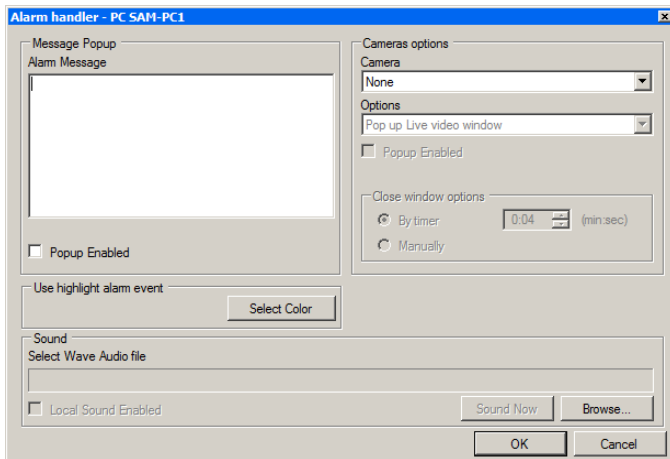 Alarm handler - PC SAM-PC1
Message Popup
Alarm Message
Popup Enabled
Cameras options
Camera
None
Options
Pop up Live video window
Popup Enabled
Close window options
By timer 0:04 (min:sec)
Manually
Use highlight alarm event
Select Color
Sound
Select Wave Audio file
Local Sound Enabled Sound Now Browse...
OK Cancel